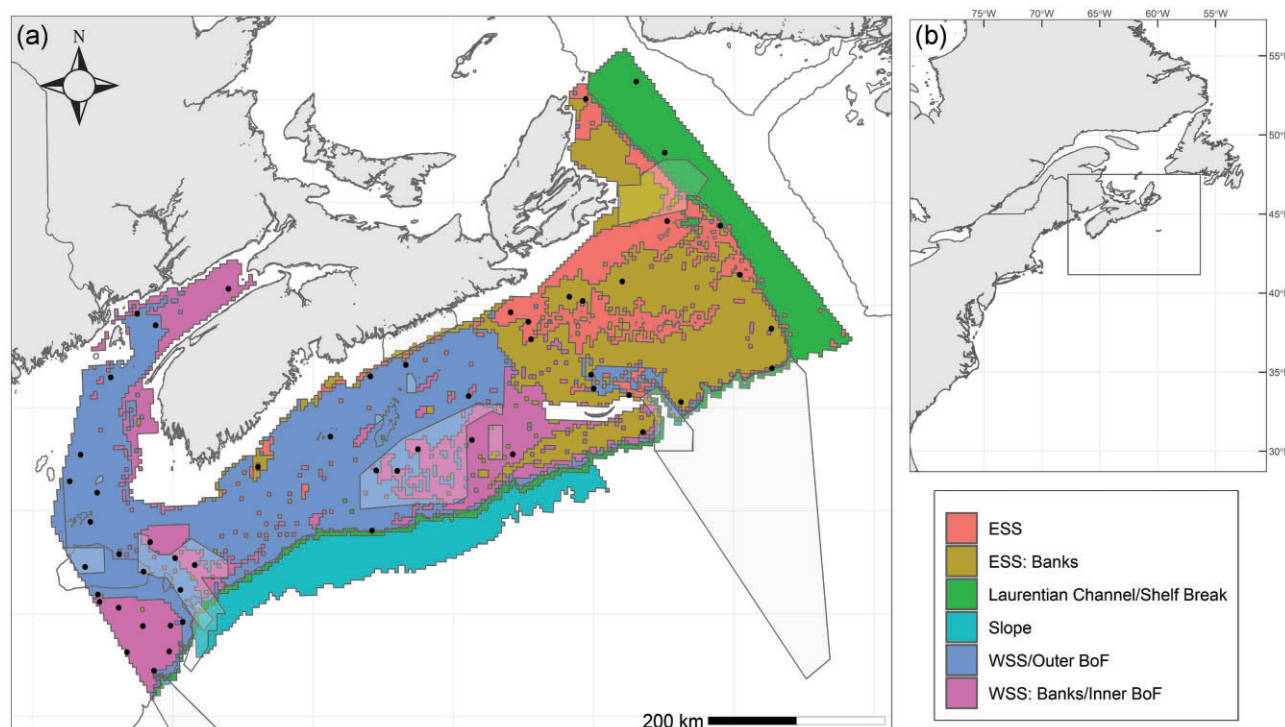 (a)
N
200 km
(b)
75°W 70°W 65°W 60°W 55°W
55°
50°
45°
40°
35°
30°
ESS
ESS: Banks
Laurentian Channel/Shelf Break
Slope
WSS/Outer BoF
WSS: Banks/Inner BoF